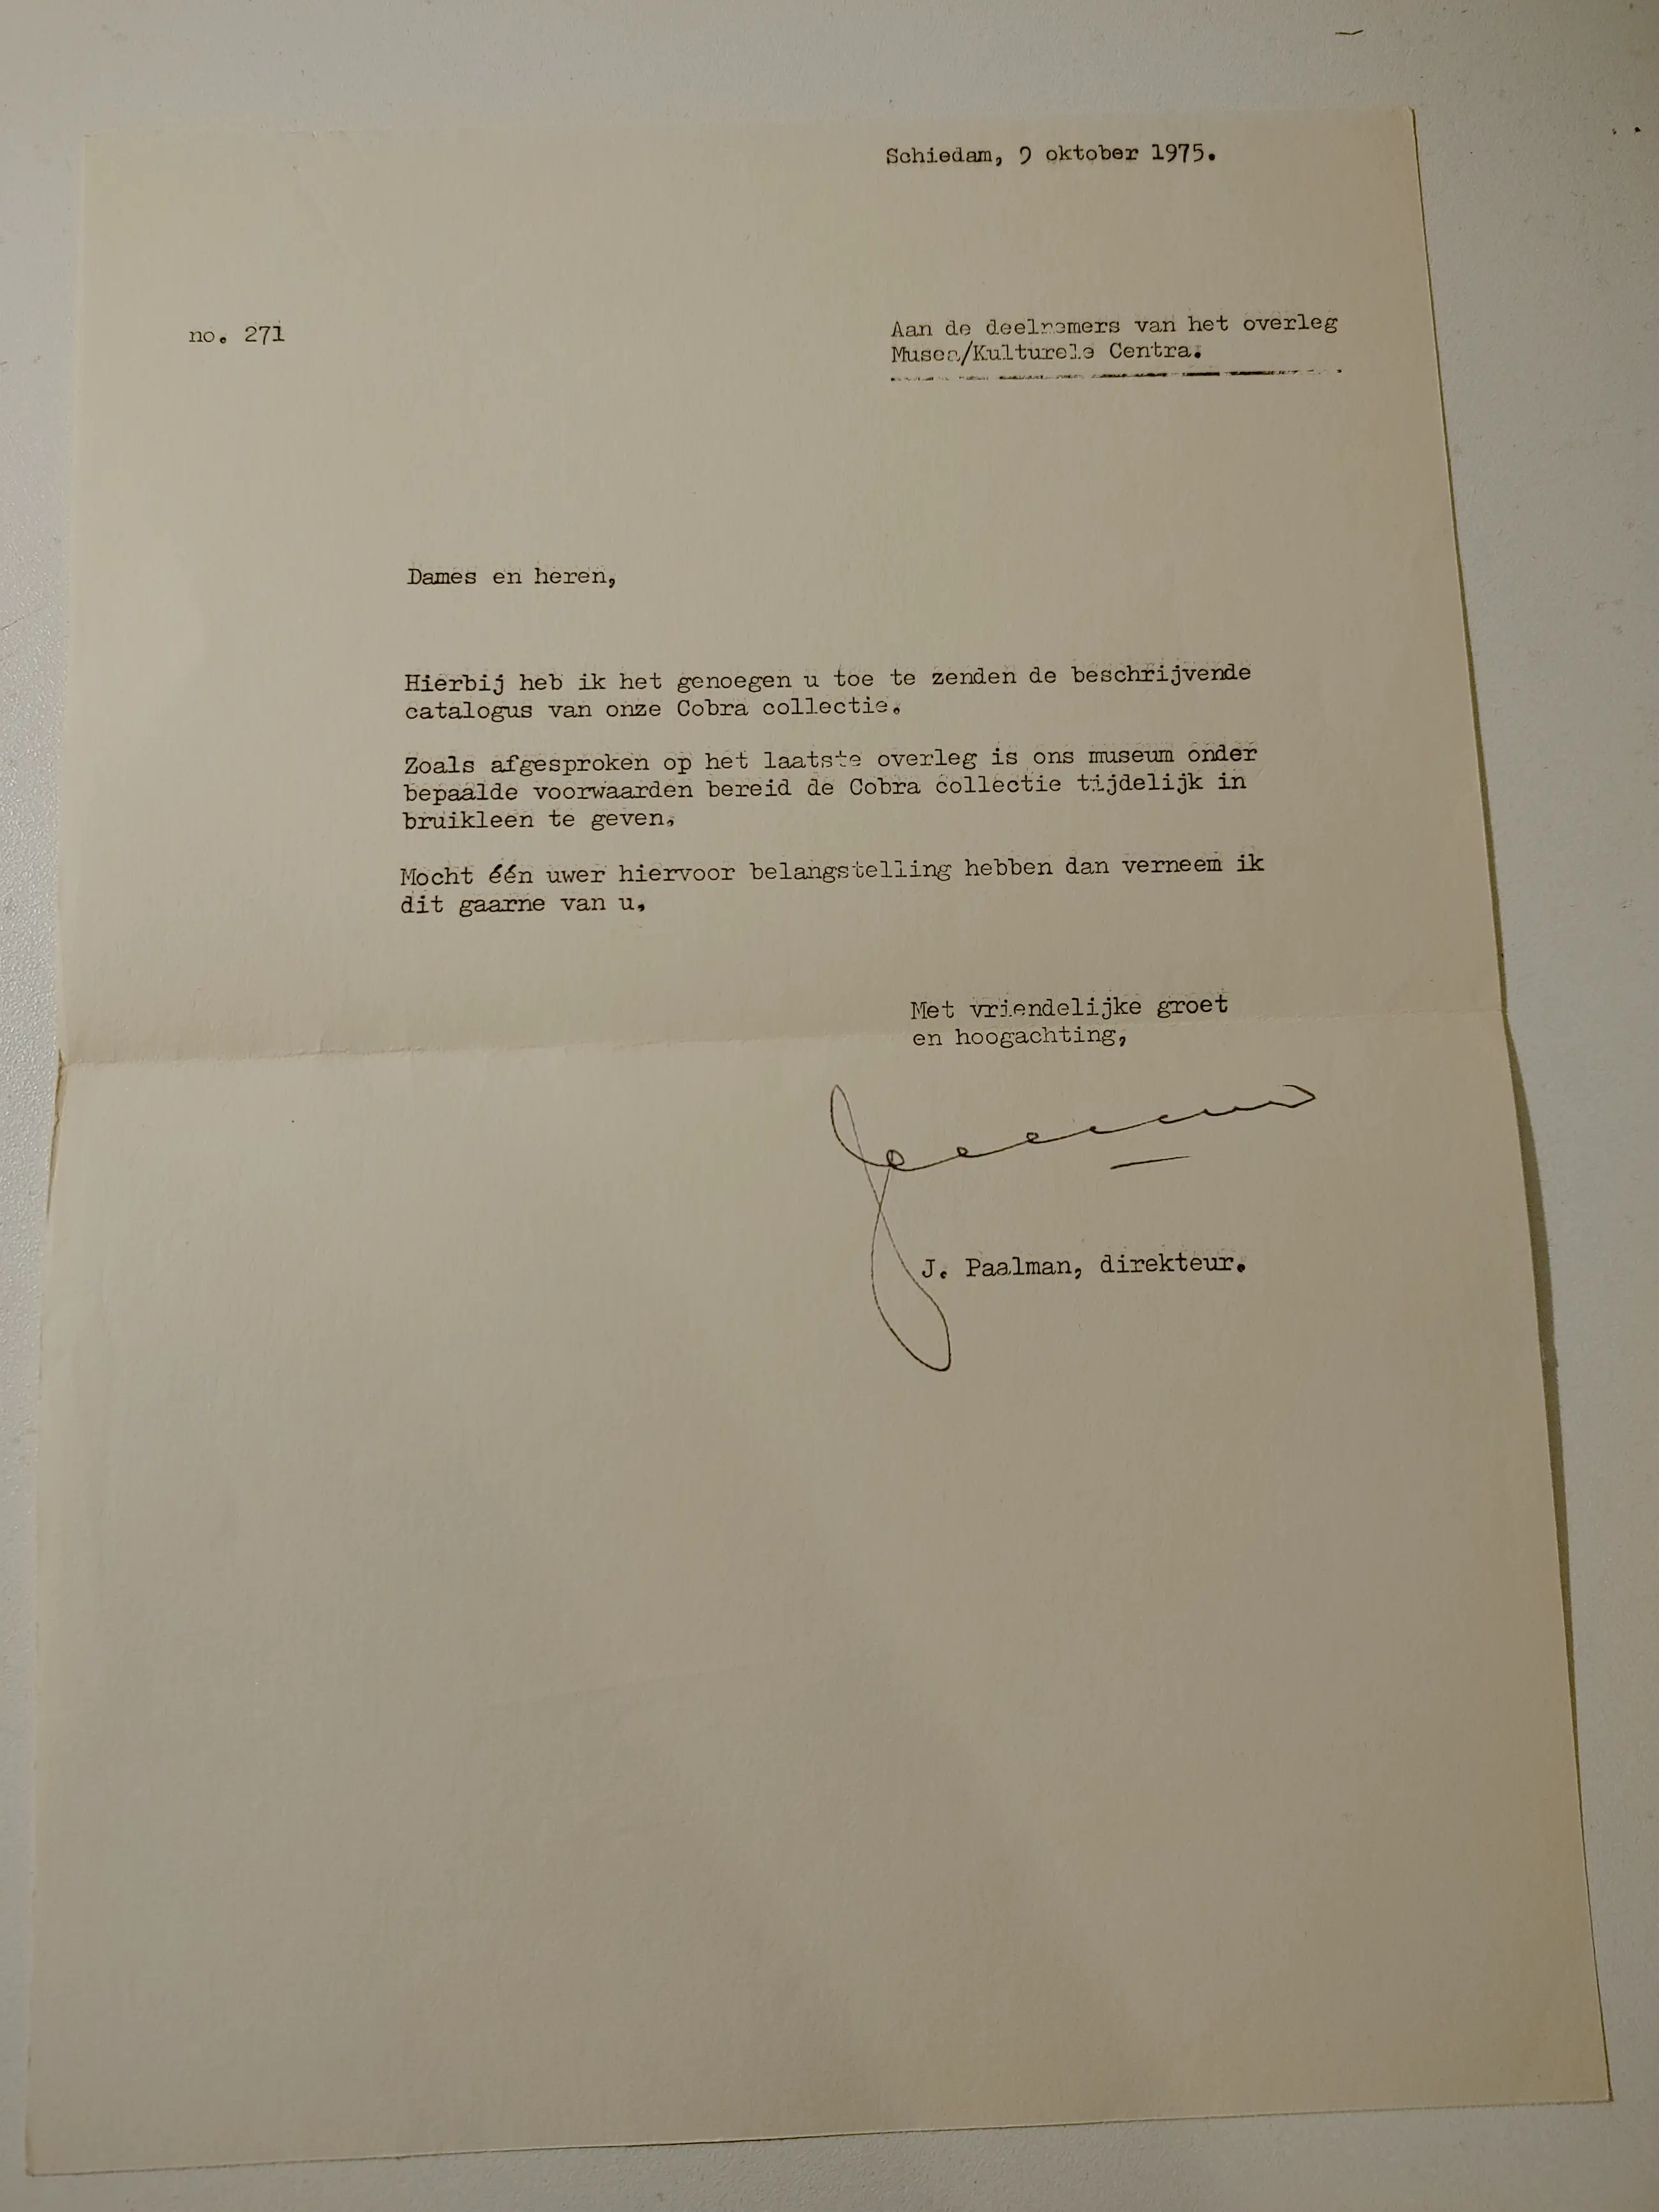 Schiedam, 9 oktober 1975.
no. 271
Aan de deelnemers van het overleg
Musea/Kulturele Centra.
Dames en heren,
Hierbij heb ik het genoegen u toe te zenden de beschrijvende
catalogus van onze Cobra collectie.
Zoals afgesproken op het laatste overleg is ons museum onder
bepaalde voorwaarden bereid de Cobra collectie tijdelijk in
bruikleen te geven.
Mocht één uwer hiervoor belangstelling hebben dan verneem ik
dit gaarne van u.
Met vriendelijke groet
en hoogachting,
J. Paalman, direkteur.